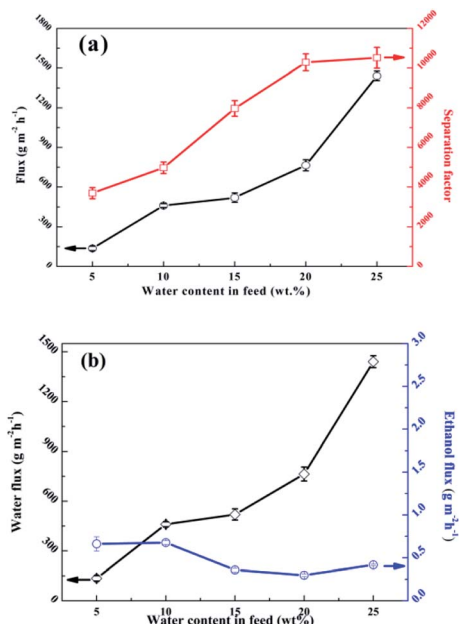 (a)
1800
1500
1200
900
600
300
0
Flux (g m⁻² h⁻¹)
12000
10000
8000
6000
4000
2000
0
Separation factor
5 10 15 20 25
Water content in feed (wt.%)
(b)
1500
1200
900
600
300
0
Water flux (g m⁻²h⁻¹)
3.0
2.5
2.0
1.5
1.0
0.5
0.0
Ethanol flux (g m⁻²h⁻¹)
5 10 15 20 25
Water content in feed (wt%)